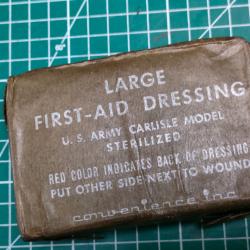 LARGE
FIRST-AID DRESSING
U.S. ARMY CARLISLE MODEL
STERILIZED
RED COLOR INDICATES BACK OF DRESSING
PUT OTHER SIDE NEXT TO WOUND
convenience, inc.